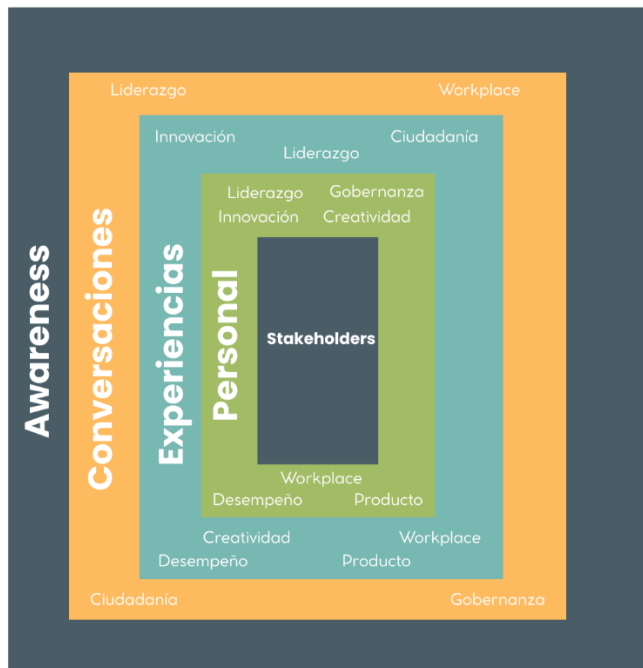 Liderazgo Workplace
Innovación Ciudadanía
Liderazgo
Liderazgo Gobernanza
Innovación Creatividad
Awareness
Conversaciones
Experiencias
Personal
Stakeholders
Workplace
Desempeño Producto
Creatividad Workplace
Desempeño Producto
Ciudadanía Gobernanza